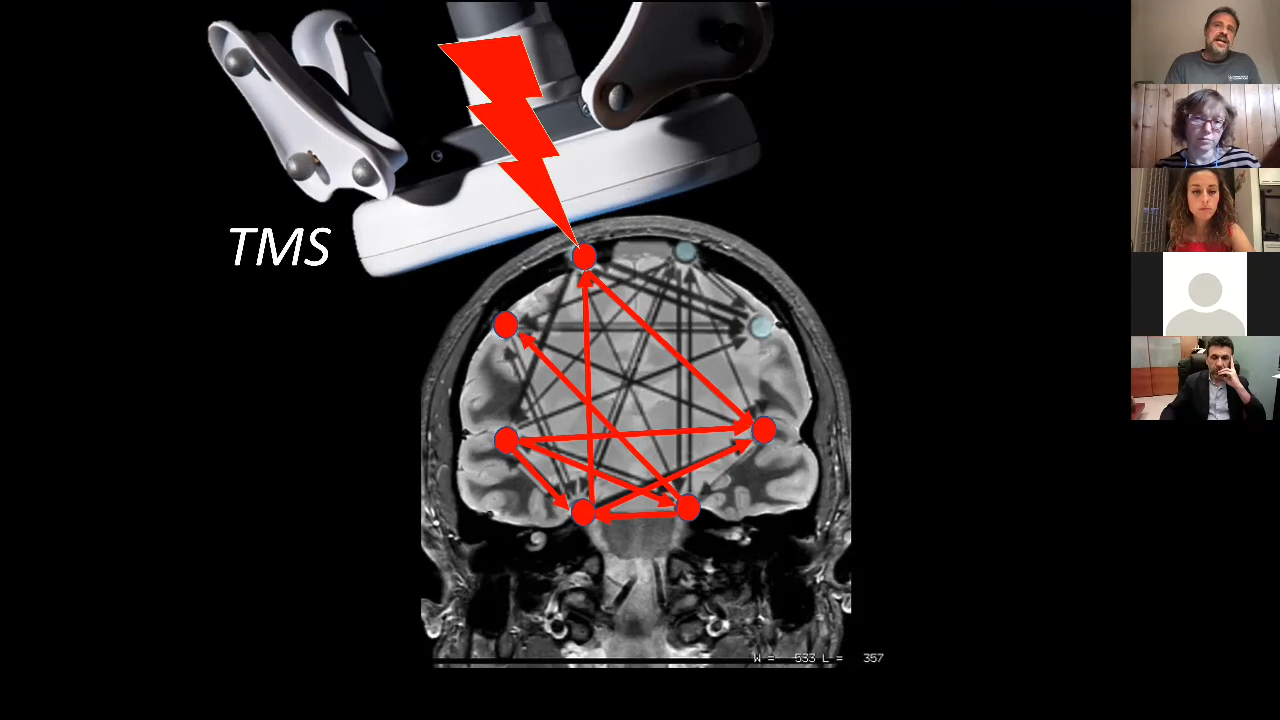 TMS
W = 533 L = 357